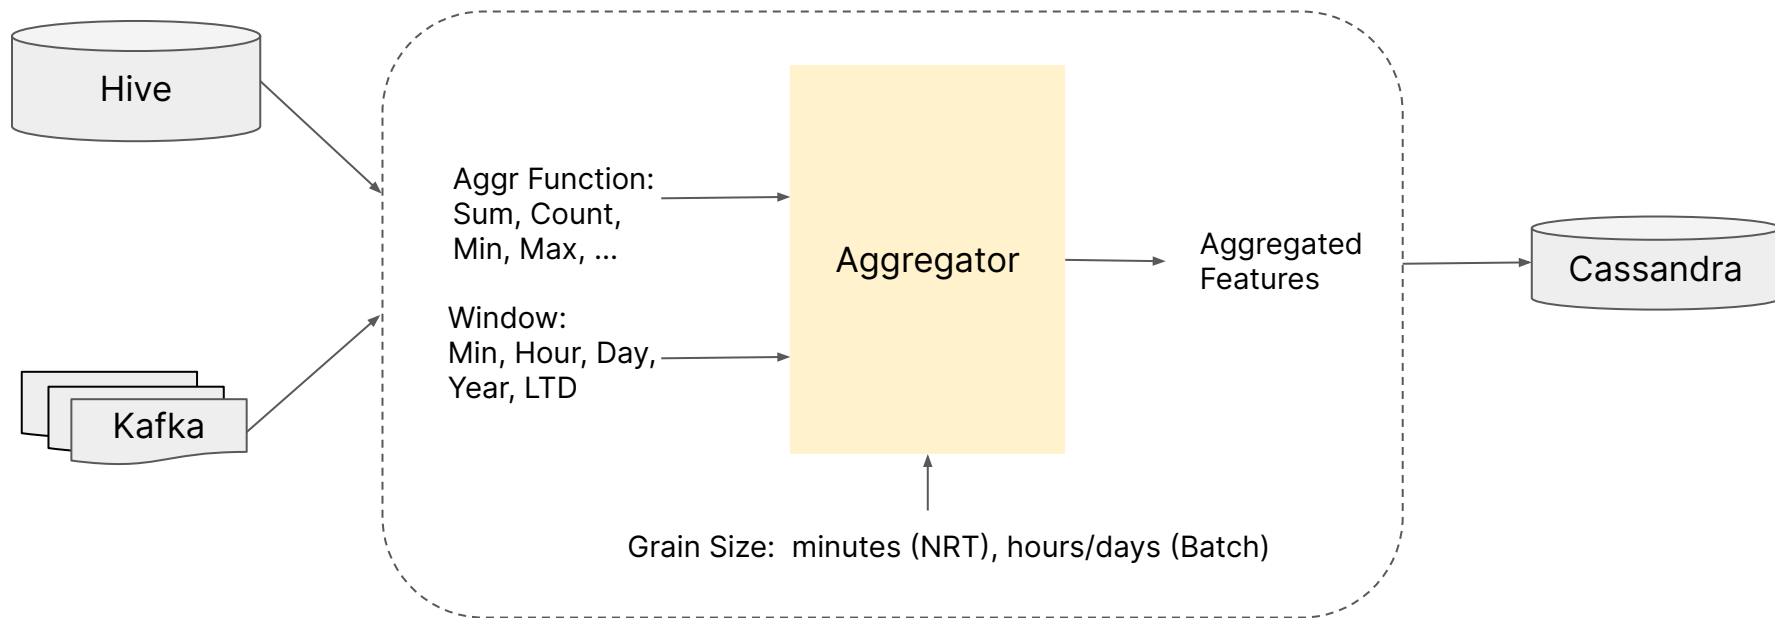 Hive
Aggr Function:
Sum, Count,
Min, Max, ...
Window:
Min, Hour, Day,
Year, LTD
Kafka
Aggregator
Aggregated
Features
Cassandra
Grain Size:  minutes (NRT), hours/days (Batch)